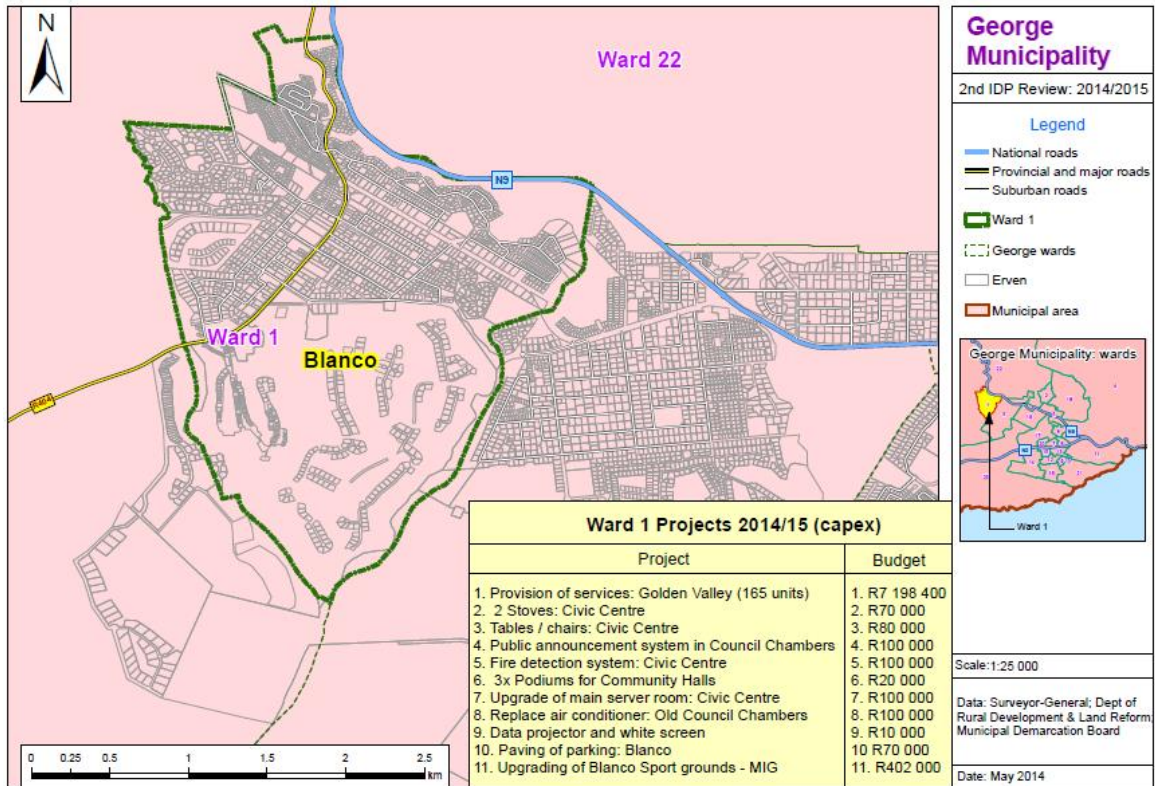 N
Ward 22
N9
Ward 1
Blanco
R404
0 0.5 1 1.5 2 2.5
km
Ward 1 Projects 2014/15 (capex)
Project Budget
1. Provision of services: Golden Valley (165 units) 1. R7 198 400
2. 2 Stoves: Civic Centre 2. R70 000
3. Tables / chairs: Civic Centre 3. R80 000
4. Public announcement system in Council Chambers 4. R100 000
5. Fire detection system: Civic Centre 5. R100 000
6. 3x Podiums for Community Halls 6. R20 000
7. Upgrade of main server room: Civic Centre 7. R100 000
8. Replace air conditioner: Old Council Chambers 8. R100 000
9. Data projector and white screen 9. R10 000
10. Paving of parking: Blanco 10 R70 000
11. Upgrading of Blanco Sport grounds - MIG 11. R402 000
George
Municipality
2nd IDP Review: 2014/2015
Legend
National roads
Provincial and major roads
Suburban roads
Ward 1
George wards
Erven
Municipal area
George Municipality: wards
Ward 1
Scale:1:25 000
Data: Surveyor-General; Dept of
Rural Development & Land Reform;
Municipal Demarcation Board
Date: May 2014